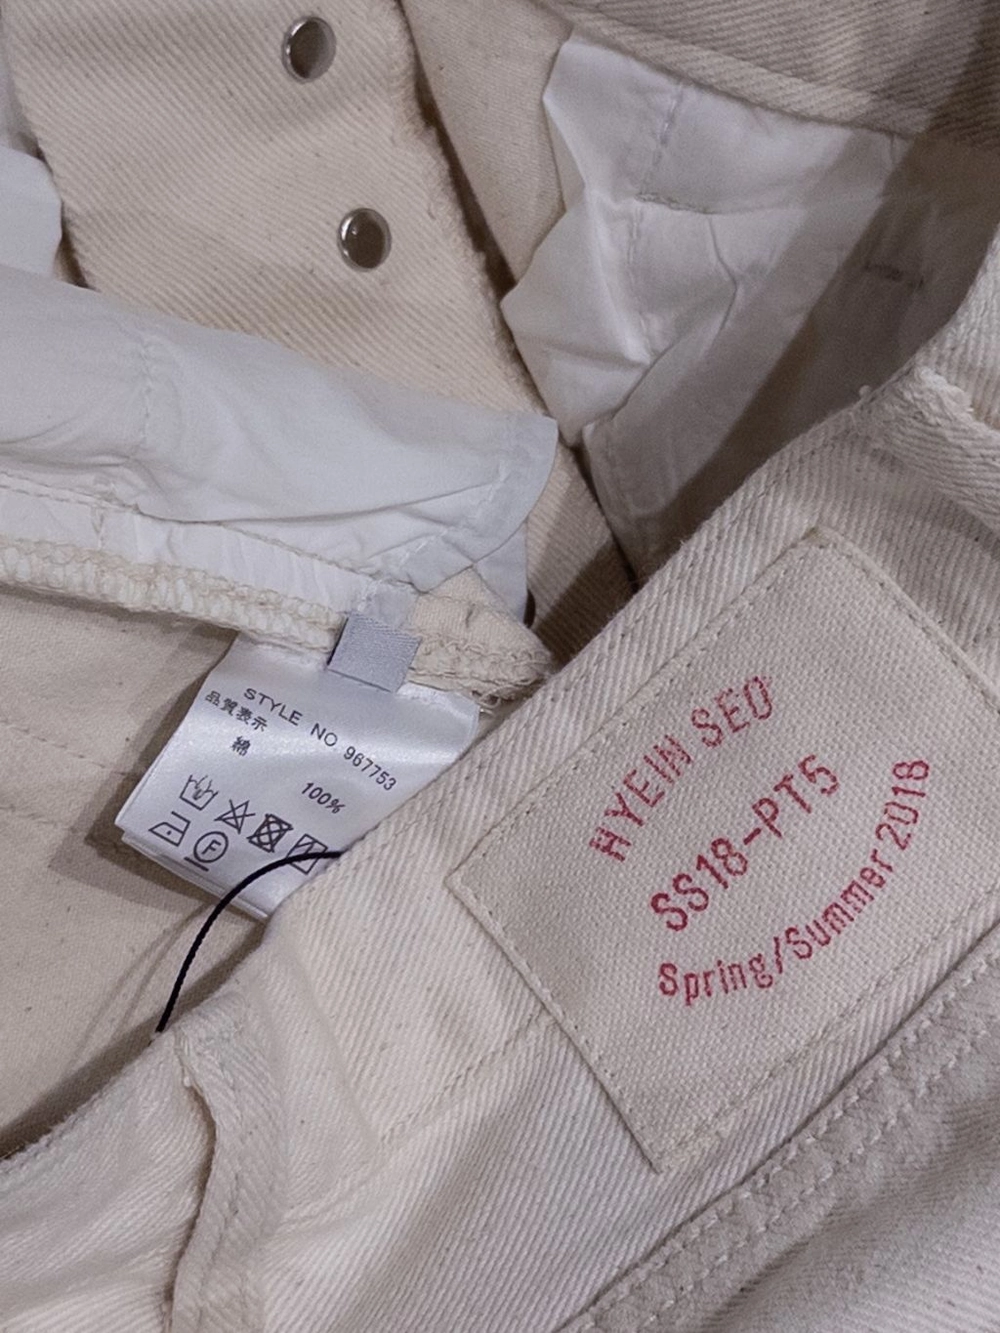 STYLE NO 967753
品質表示
綿 100%
F
HYEIN SEO
SS18-PT5
Spring/Summer 2018